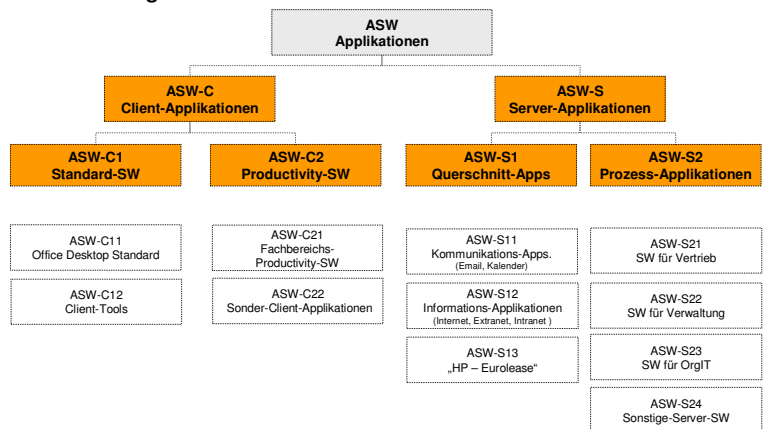 ASW
Applikationen
ASW-C
Client-Applikationen
ASW-S
Server-Applikationen
ASW-C1
Standard-SW
ASW-C2
Productivity-SW
ASW-S1
Querschnitt-Apps
ASW-S2
Prozess-Applikationen
ASW-C11
Office Desktop Standard
ASW-C21
Fachbereichs-
Productivity-SW
ASW-S11
Kommunikations-Apps.
(Email, Kalender)
ASW-S21
SW für Vertrieb
ASW-C12
Client-Tools
ASW-C22
Sonder-Client-Applikationen
ASW-S12
Informations-Applikationen
(Internet, Extranet, Intranet )
ASW-S22
SW für Verwaltung
ASW-S13
„HP – Eurolease“
ASW-S23
SW für OrgIT
ASW-S24
Sonstige-Server-SW